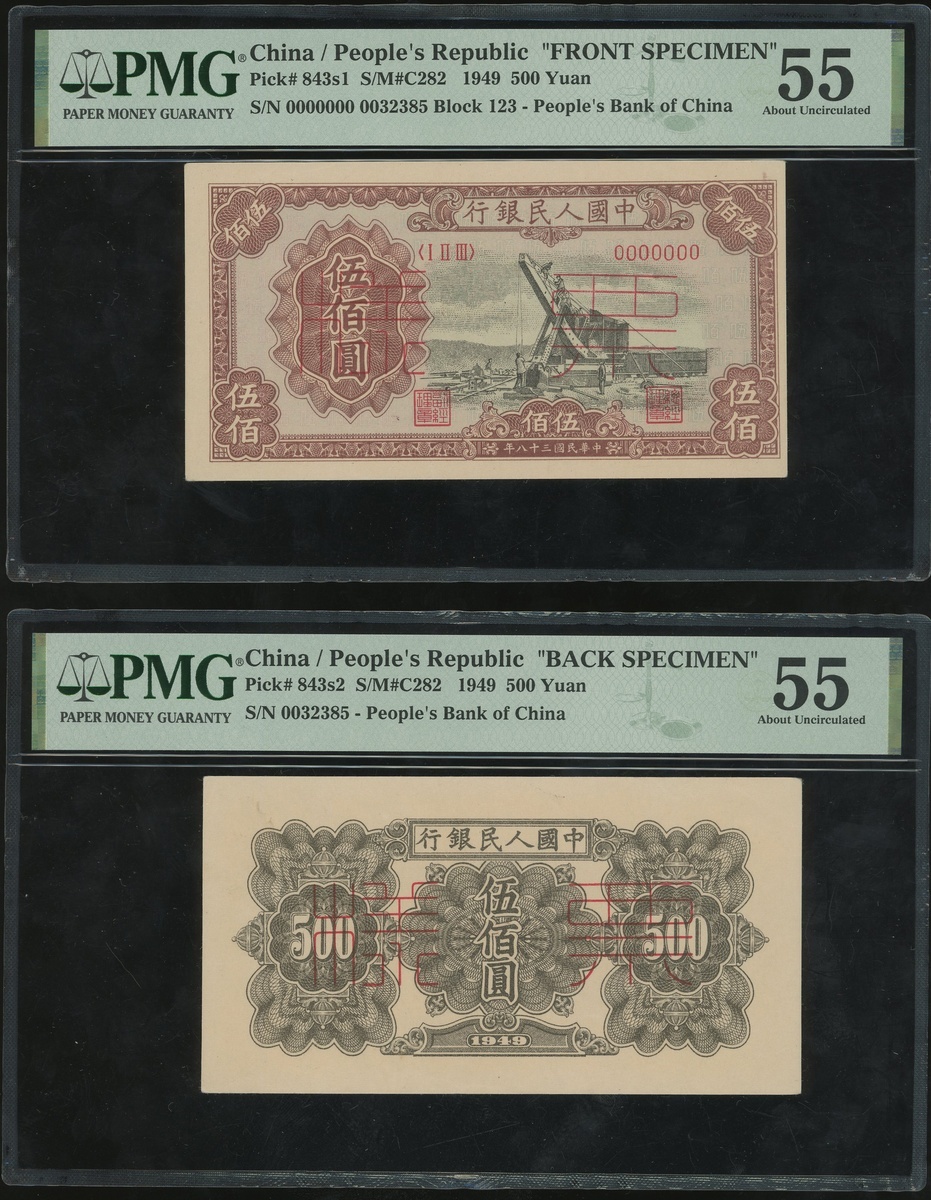 PMG®
PAPER MONEY GUARANTY
China / People's Republic "FRONT SPECIMEN"
Pick# 843s1 S/M#C282 1949 500 Yuan
S/N 0000000 0032385 Block 123 - People's Bank of China
55
About Uncirculated
行銀民人國中
伍佰
佰伍
〈I II III〉
0000000
伍佰圓
伍佰
佰伍
伍佰
年八十三國民華中
PMG®
PAPER MONEY GUARANTY
China / People's Republic "BACK SPECIMEN"
Pick# 843s2 S/M#C282 1949 500 Yuan
S/N 0032385 - People's Bank of China
55
About Uncirculated
行銀民人國中
500
伍佰圓
500
1949